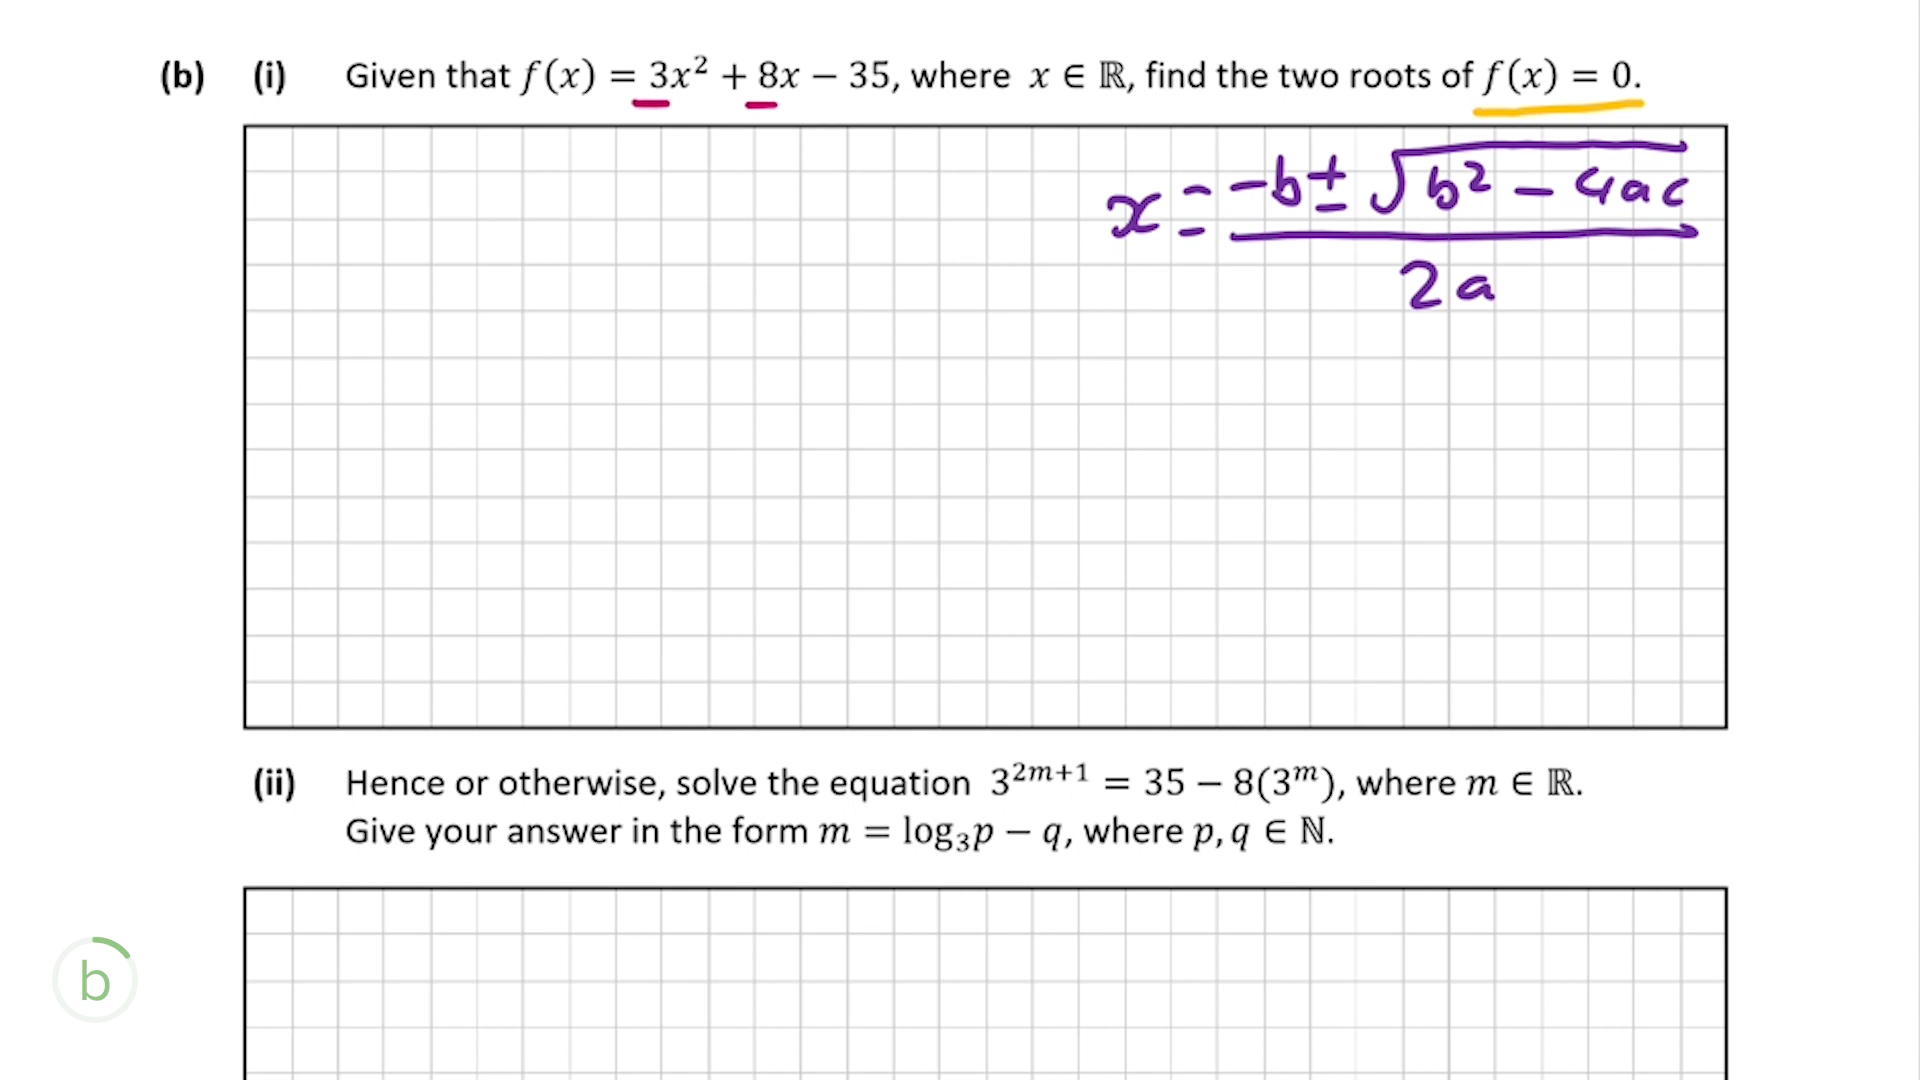 (b) (i) Given that f(x) = 3x² + 8x − 35, where x ∈ ℝ, find the two roots of f(x) = 0.
x = (-b ± √(b² − 4ac)) / 2a
(ii) Hence or otherwise, solve the equation 3^(2m+1) = 35 − 8(3^m), where m ∈ ℝ.
Give your answer in the form m = log₃p − q, where p, q ∈ ℕ.
b